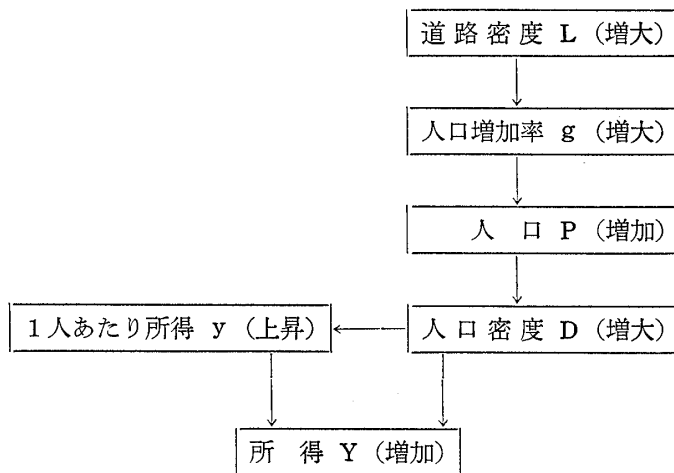 道路密度 L (増大)
人口増加率 g (増大)
人口 P (増加)
1人あたり所得 y (上昇)
人口密度 D (増大)
所得 Y (増加)